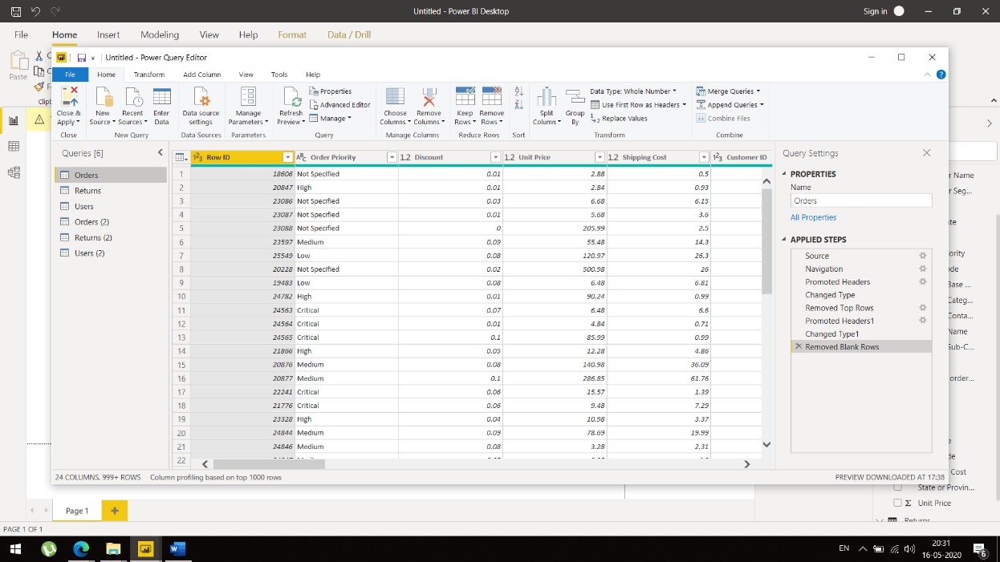 Untitled - Power BI Desktop
Sign in
File Home Insert Modeling View Help Format Data / Drill
Paste
Untitled - Power Query Editor
File Home Transform Add Column View Tools Help
Close & Apply
New Source
Recent Sources
Enter Data
Data source settings
Manage Parameters
Refresh Preview
Properties
Advanced Editor
Manage
Choose Columns
Remove Columns
Keep Rows
Remove Rows
Split Column
Group By
Data Type: Whole Number
Use First Row as Headers
Replace Values
Merge Queries
Append Queries
Combine Files
Close New Query Data Sources Parameters Query Manage Columns Reduce Rows Sort Transform Combine
Queries [6]
Orders
Returns
Users
Orders (2)
Returns (2)
Users (2)
1 2 3 Row ID A B C Order Priority 1.2 Discount 1.2 Unit Price 1.2 Shipping Cost 1 2 3 Customer ID
1 18606 Not Specified 0.01 2.88 0.5
2 20847 High 0.01 2.84 0.93
3 23086 Not Specified 0.03 6.68 6.15
4 23087 Not Specified 0.01 5.68 3.6
5 23088 Not Specified 0 205.99 2.5
6 23597 Medium 0.09 55.48 14.3
7 25549 Low 0.08 120.97 26.3
8 20228 Not Specified 0.02 500.98 26
9 19483 Low 0.08 6.48 6.81
10 24782 High 0.01 90.24 0.99
11 24563 Critical 0.07 6.48 6.6
12 24564 Critical 0.01 4.84 0.71
13 24565 Critical 0.1 85.99 0.99
14 21866 High 0.05 12.28 4.86
15 20876 Medium 0.08 140.98 36.09
16 20877 Medium 0.1 286.85 61.76
17 22241 Critical 0.06 15.57 1.39
18 21776 Critical 0.06 9.48 7.29
19 23328 High 0.04 10.98 3.37
20 24844 Medium 0.09 78.69 19.99
21 24846 Medium 0.08 3.28 2.31
22
Query Settings
PROPERTIES
Name
Orders
All Properties
APPLIED STEPS
Source
Navigation
Promoted Headers
Changed Type
Removed Top Rows
Promoted Headers1
Changed Type1
Removed Blank Rows
24 COLUMNS, 999+ ROWS Column profiling based on top 1000 rows
PREVIEW DOWNLOADED AT 17:38
r Name
r Seg...
Base ...
Categ...
Conta...
Name
Sub-C...
order...
Cost
State or Provin...
Σ Unit Price
Page 1
PAGE 1 OF 1
EN
20:31
16-05-2020
6